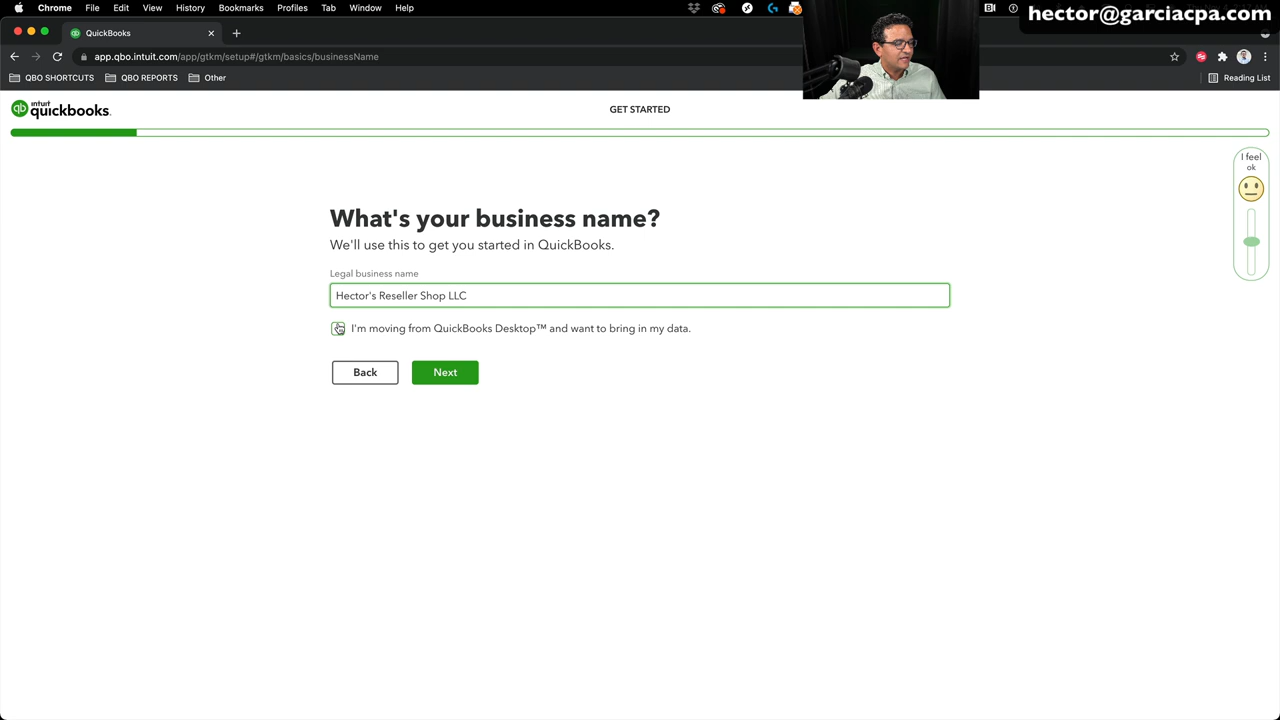 Chrome File Edit View History Bookmarks Profiles Tab Window Help
hector@garciacpa.com
QuickBooks
app.qbo.intuit.com/app/gtkm/setup#/gtkm/basics/businessName
QBO SHORTCUTS QBO REPORTS Other
Reading List
intuit
quickbooks.
GET STARTED
I feel
ok
What's your business name?
We'll use this to get you started in QuickBooks.
Legal business name
Hector's Reseller Shop LLC
I'm moving from QuickBooks Desktop™ and want to bring in my data.
Back Next